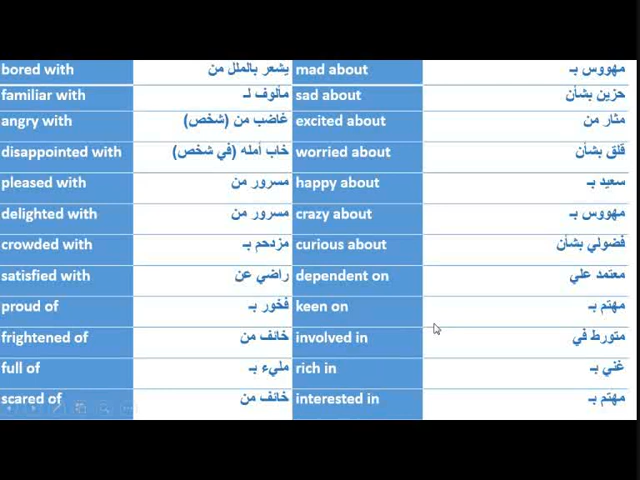 bored with يشعر بالملل من mad about مهووس بـ
familiar with مألوف لـ sad about حزين بشأن
angry with غاضب من (شخص) excited about مثار من
disappointed with خاب أمله (في شخص) worried about قلق بشأن
pleased with مسرور من happy about سعيد بـ
delighted with مسرور من crazy about مهووس بـ
crowded with مزدحم بـ curious about فضولي بشأن
satisfied with راضي عن dependent on معتمد علي
proud of فخور بـ keen on مهتم بـ
frightened of خائف من involved in متورط في
full of مليء بـ rich in غني بـ
scared of خائف من interested in مهتم بـ